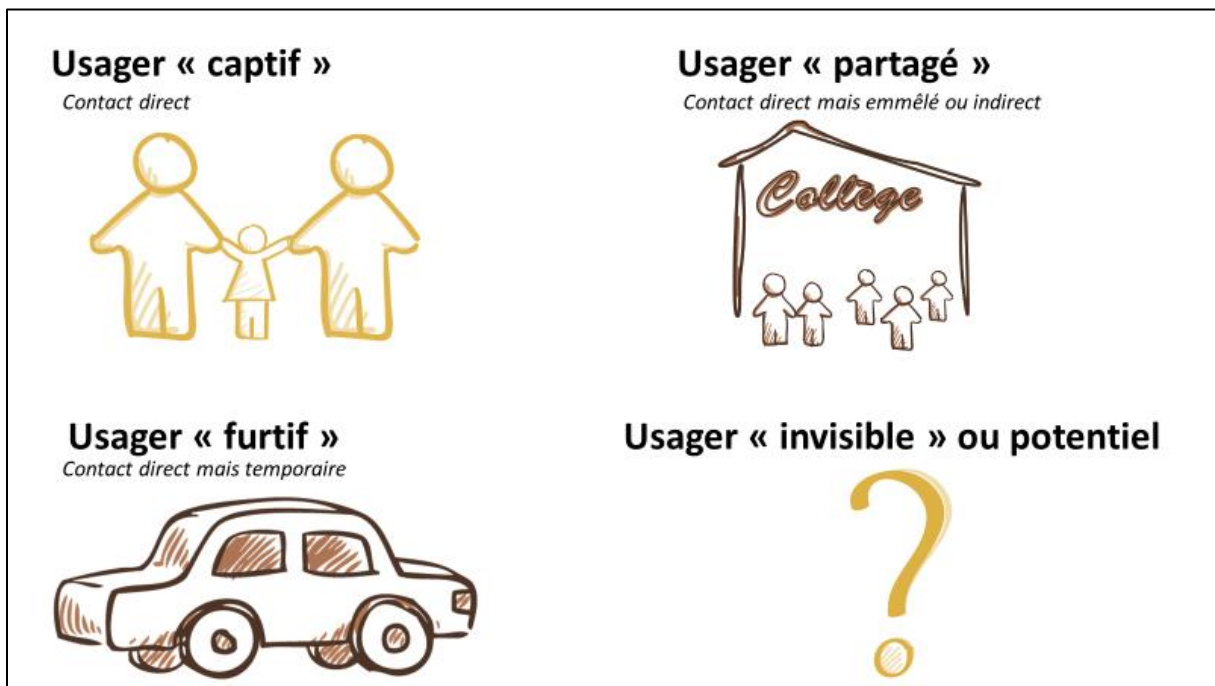 Usager « captif »
Contact direct
Usager « partagé »
Contact direct mais emmêlé ou indirect
Collège
Usager « furtif »
Contact direct mais temporaire
Usager « invisible » ou potentiel
?